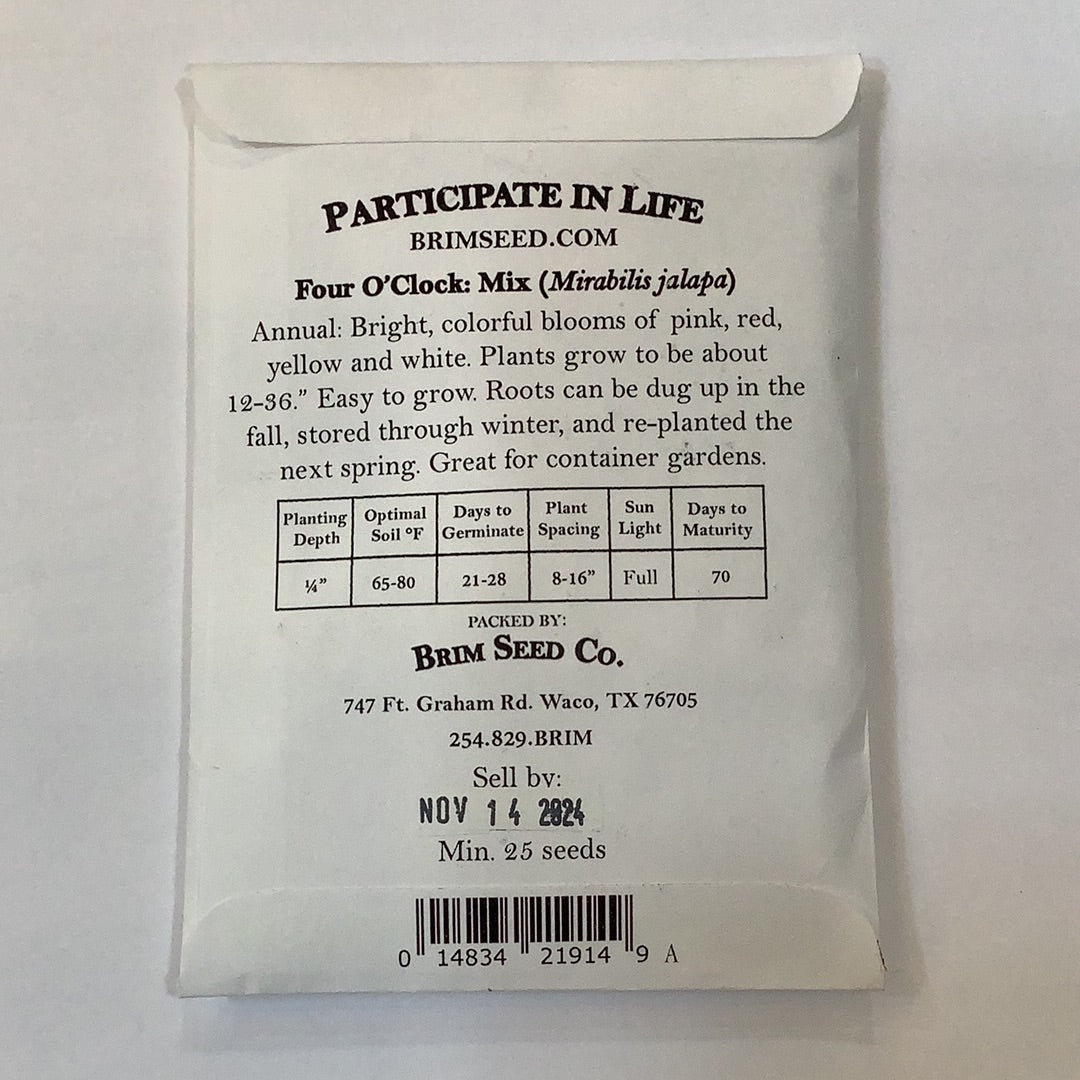 PARTICIPATE IN LIFE
BRIMSEED.COM
Four O'Clock: Mix (Mirabilis jalapa)
Annual: Bright, colorful blooms of pink, red,
yellow and white. Plants grow to be about
12-36." Easy to grow. Roots can be dug up in the
fall, stored through winter, and re-planted the
next spring. Great for container gardens.
Planting Depth Optimal Soil °F Days to Germinate Plant Spacing Sun Light Days to Maturity
¼" 65-80 21-28 8-16" Full 70
PACKED BY:
BRIM SEED CO.
747 Ft. Graham Rd. Waco, TX 76705
254.829.BRIM
Sell by:
NOV 14 2024
Min. 25 seeds
0 14834 21914 9 A